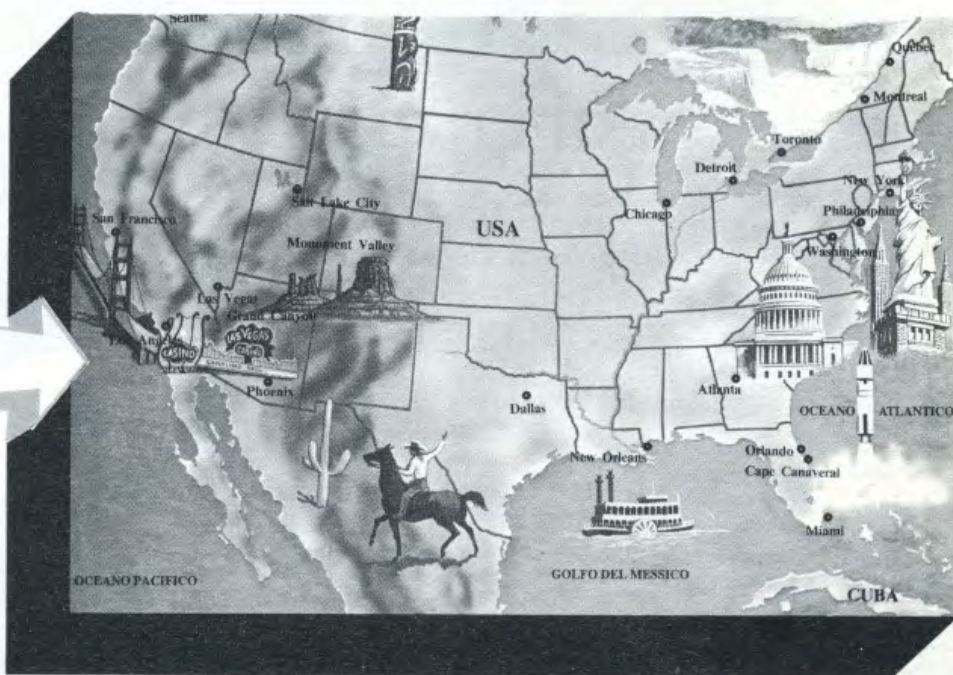 Seattle
Québec
Montreal
Toronto
Detroit
New York
Salt Lake City
Chicago
Philadelphia
San Francisco
USA
Washington
Monument Valley
Las Vegas
Grand Canyon
LAS VEGAS
CASINO
Phoenix
Atlanta
Dallas
OCEANO ATLANTICO
New Orleans
Orlando
Cape Canaveral
Miami
OCEANO PACIFICO
GOLFO DEL MESSICO
CUBA